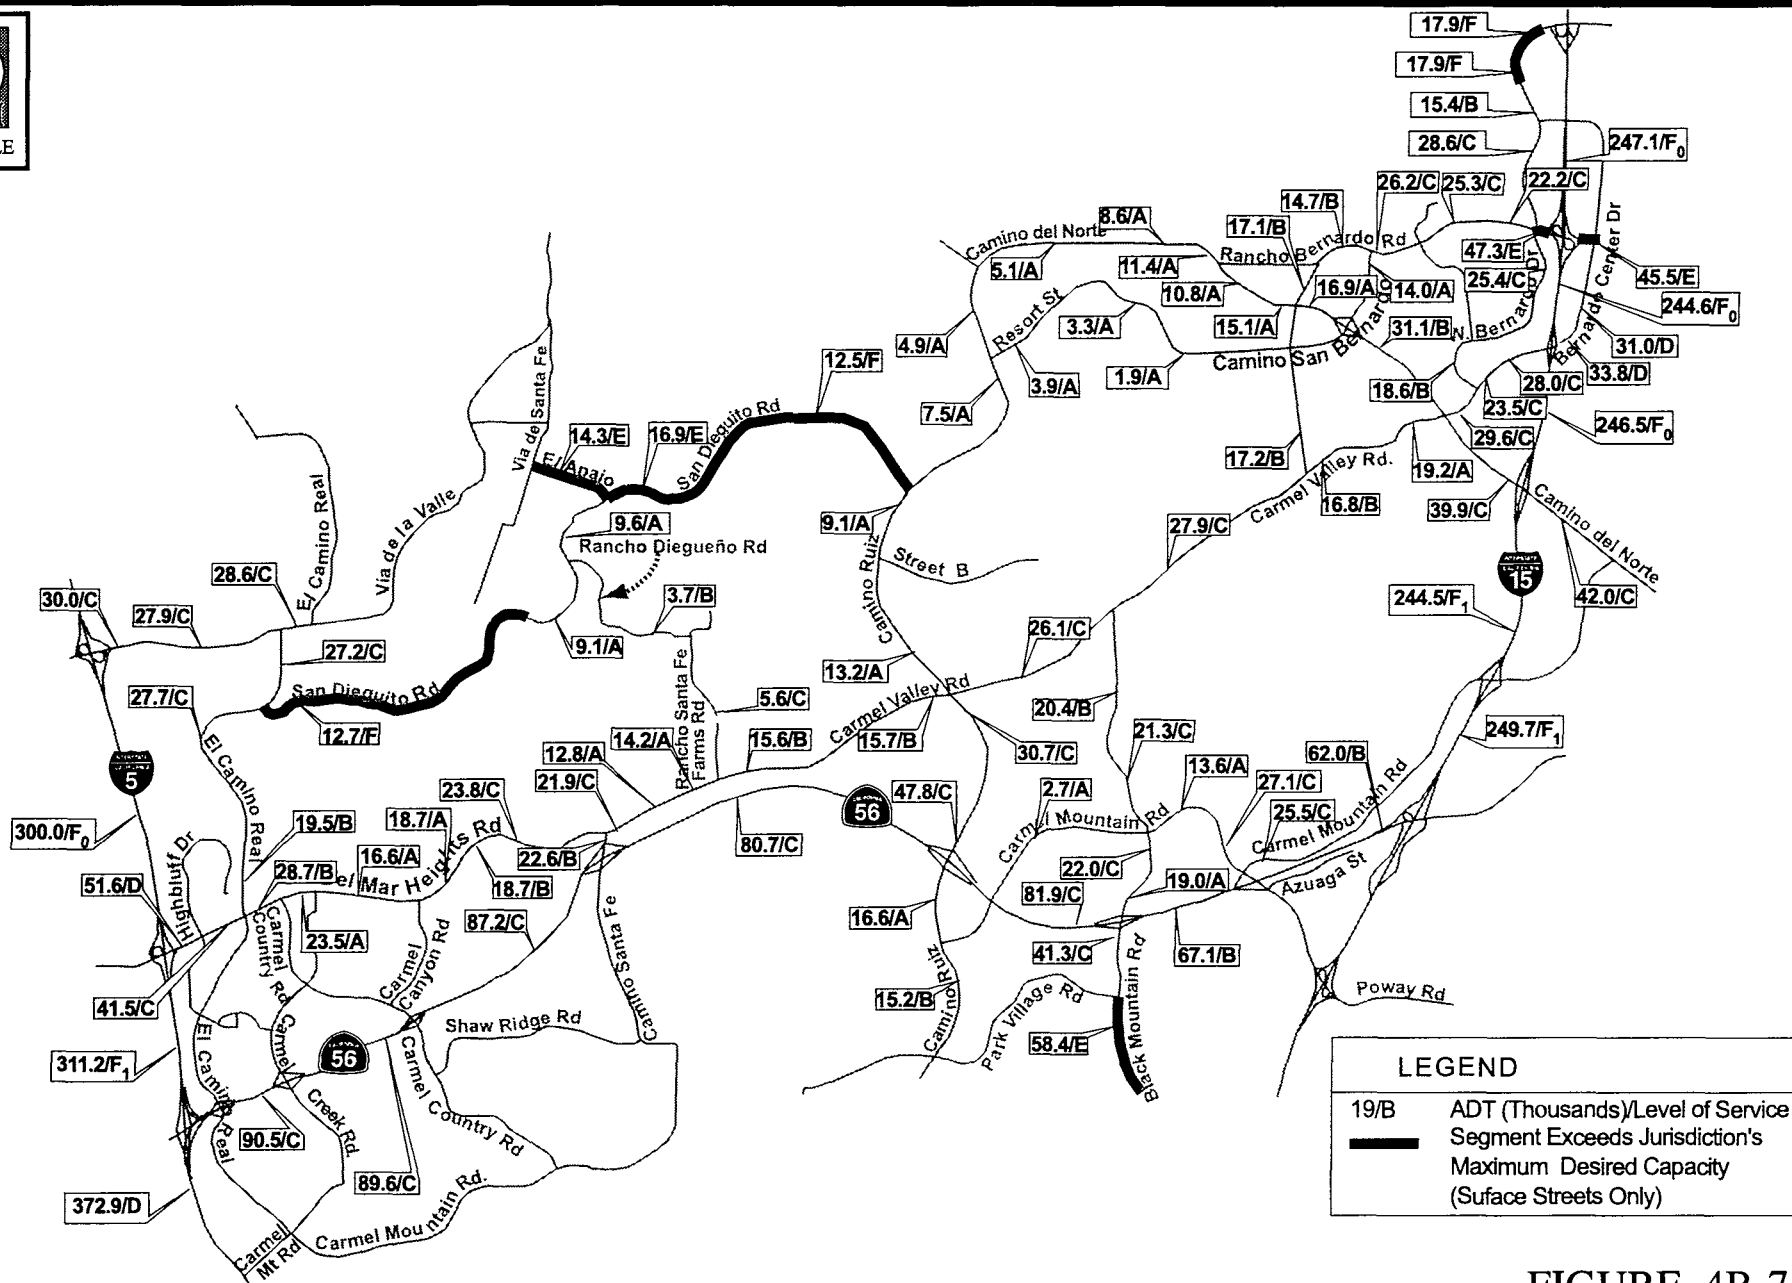 17.9/F
17.9/F
15.4/B
28.6/C
247.1/F0
26.2/C
25.3/C
22.2/C
14.7/B
17.1/B
8.6/A
Camino del Norte
Rancho Bernardo Rd
5.1/A
11.4/A
10.8/A
47.3/E
25.4/C
45.5/E
244.6/F0
Bernardo Center Dr
16.9/A
14.0/A
N. Bernardo Dr
Resort St
3.3/A
15.1/A
31.1/B
31.0/D
4.9/A
Camino San Bernardo
3.9/A
1.9/A
18.6/B
28.0/C
33.8/D
12.5/F
7.5/A
23.5/C
246.5/F0
Via de Santa Fe
San Dieguito Rd
14.3/E
16.9/E
El Apajo
29.6/C
17.2/B
Carmel Valley Rd.
19.2/A
16.8/B
39.9/C
Camino del Norte
El Camino Real
Via de la Valle
9.6/A
Rancho Diegueño Rd
9.1/A
Camino Ruiz
Street B
27.9/C
15
28.6/C
30.0/C
27.9/C
3.7/B
244.5/F1
42.0/C
27.2/C
9.1/A
26.1/C
13.2/A
San Dieguito Rd
27.7/C
12.7/F
Rancho Santa Fe
Farms Rd
5.6/C
Carmel Valley Rd
20.4/B
249.7/F1
El Camino Real
5
12.8/A
14.2/A
15.6/B
15.7/B
30.7/C
21.3/C
62.0/B
23.8/C
21.9/C
13.6/A
27.1/C
Carmel Mountain Rd
300.0/F0
19.5/B
18.7/A
56
47.8/C
2.7/A
25.5/C
Carmel Mountain Rd
Highbluff Dr
28.7/B
16.6/A
Del Mar Heights Rd
22.6/B
80.7/C
22.0/C
Azuaga St
51.6/D
18.7/B
81.9/C
19.0/A
Carmel
Country Rd
23.5/A
87.2/C
16.6/A
Carmel
Canyon Rd
Camino Santa Fe
41.3/C
67.1/B
41.5/C
Camino Ruiz
15.2/B
Park Village Rd
Black Mountain Rd
Poway Rd
Shaw Ridge Rd
58.4/E
311.2/F1
El Camino Real
Carmel
Creek Rd.
56
Carmel Country Rd
90.5/C
89.6/C
372.9/D
Carmel Mountain Rd.
Carmel
Mt Rd
LEGEND
19/B ADT (Thousands)/Level of Service
Segment Exceeds Jurisdiction's
Maximum Desired Capacity
(Suface Streets Only)